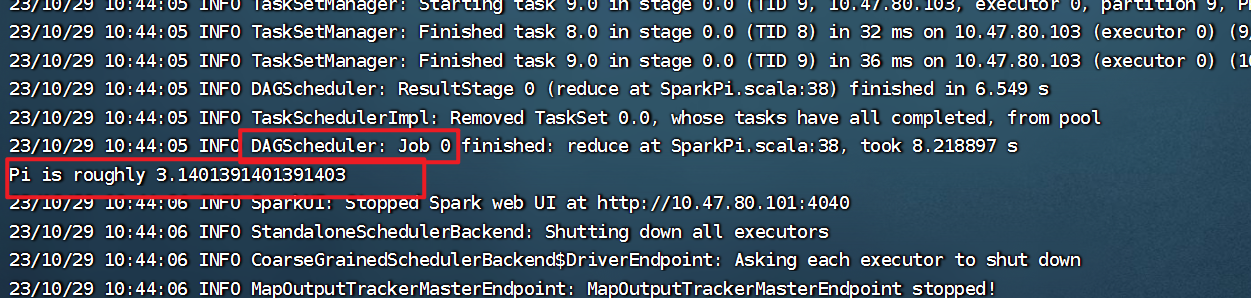 23/10/29 10:44:05 INFO TaskSetManager: Starting task 9.0 in stage 0.0 (TID 9, 10.47.80.103, executor 0, partition 9,
23/10/29 10:44:05 INFO TaskSetManager: Finished task 8.0 in stage 0.0 (TID 8) in 32 ms on 10.47.80.103 (executor 0) (9/
23/10/29 10:44:05 INFO TaskSetManager: Finished task 9.0 in stage 0.0 (TID 9) in 36 ms on 10.47.80.103 (executor 0) (10
23/10/29 10:44:05 INFO DAGScheduler: ResultStage 0 (reduce at SparkPi.scala:38) finished in 6.549 s
23/10/29 10:44:05 INFO TaskSchedulerImpl: Removed TaskSet 0.0, whose tasks have all completed, from pool
23/10/29 10:44:05 INFO DAGScheduler: Job 0 finished: reduce at SparkPi.scala:38, took 8.218897 s
Pi is roughly 3.1401391401391403
23/10/29 10:44:06 INFO SparkUI: Stopped Spark web UI at http://10.47.80.101:4040
23/10/29 10:44:06 INFO StandaloneSchedulerBackend: Shutting down all executors
23/10/29 10:44:06 INFO CoarseGrainedSchedulerBackend$DriverEndpoint: Asking each executor to shut down
23/10/29 10:44:06 INFO MapOutputTrackerMasterEndpoint: MapOutputTrackerMasterEndpoint stopped!